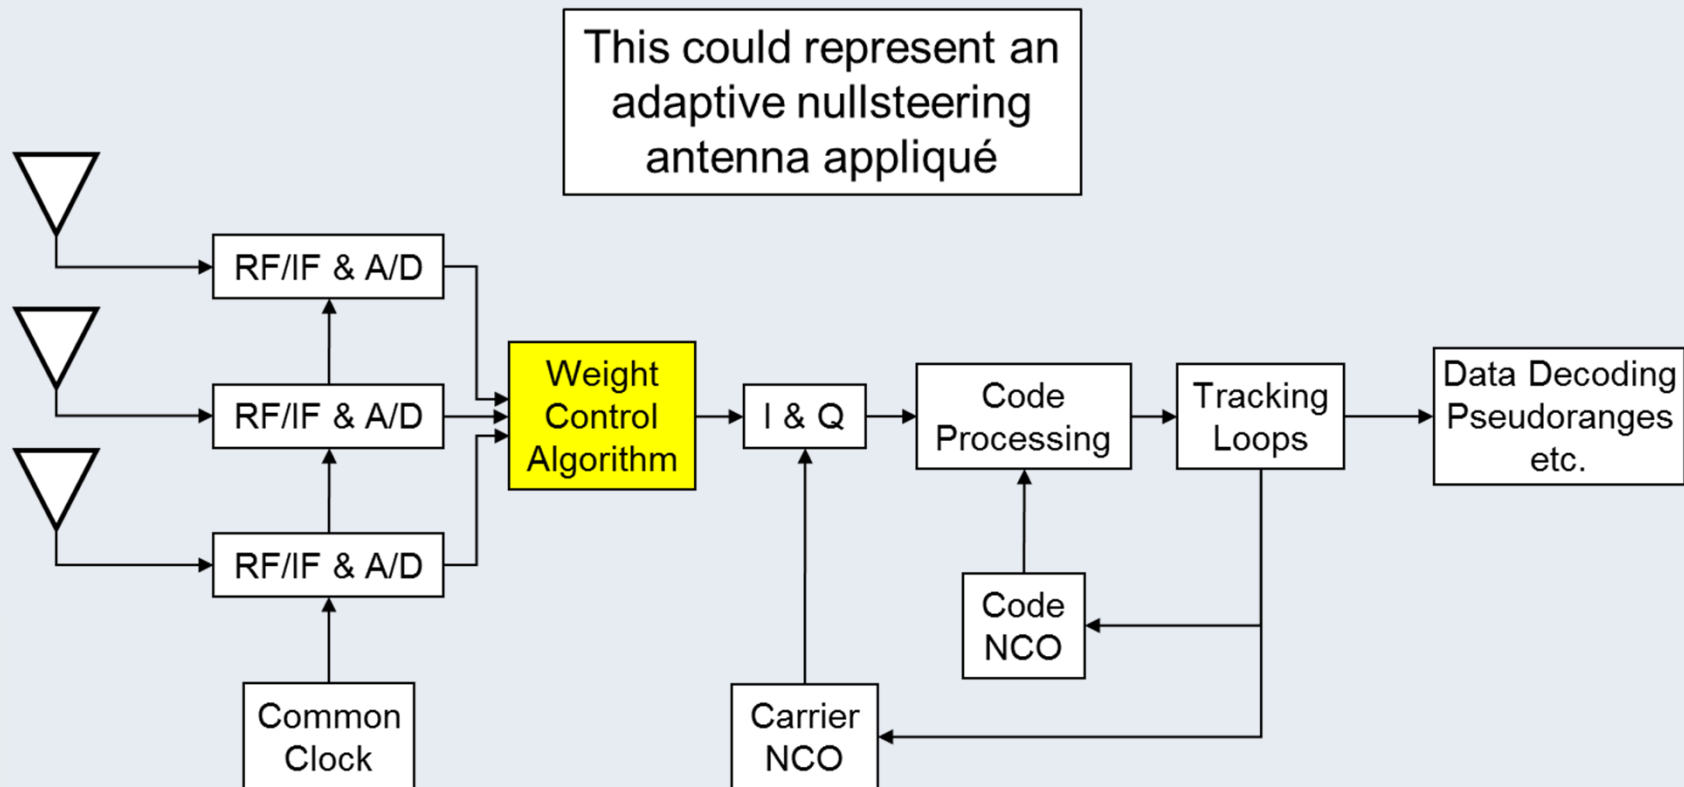 This could represent an
adaptive nullsteering
antenna appliqué
RF/IF & A/D
RF/IF & A/D
RF/IF & A/D
Common
Clock
Weight
Control
Algorithm
I & Q
Carrier
NCO
Code
Processing
Code
NCO
Tracking
Loops
Data Decoding
Pseudoranges
etc.